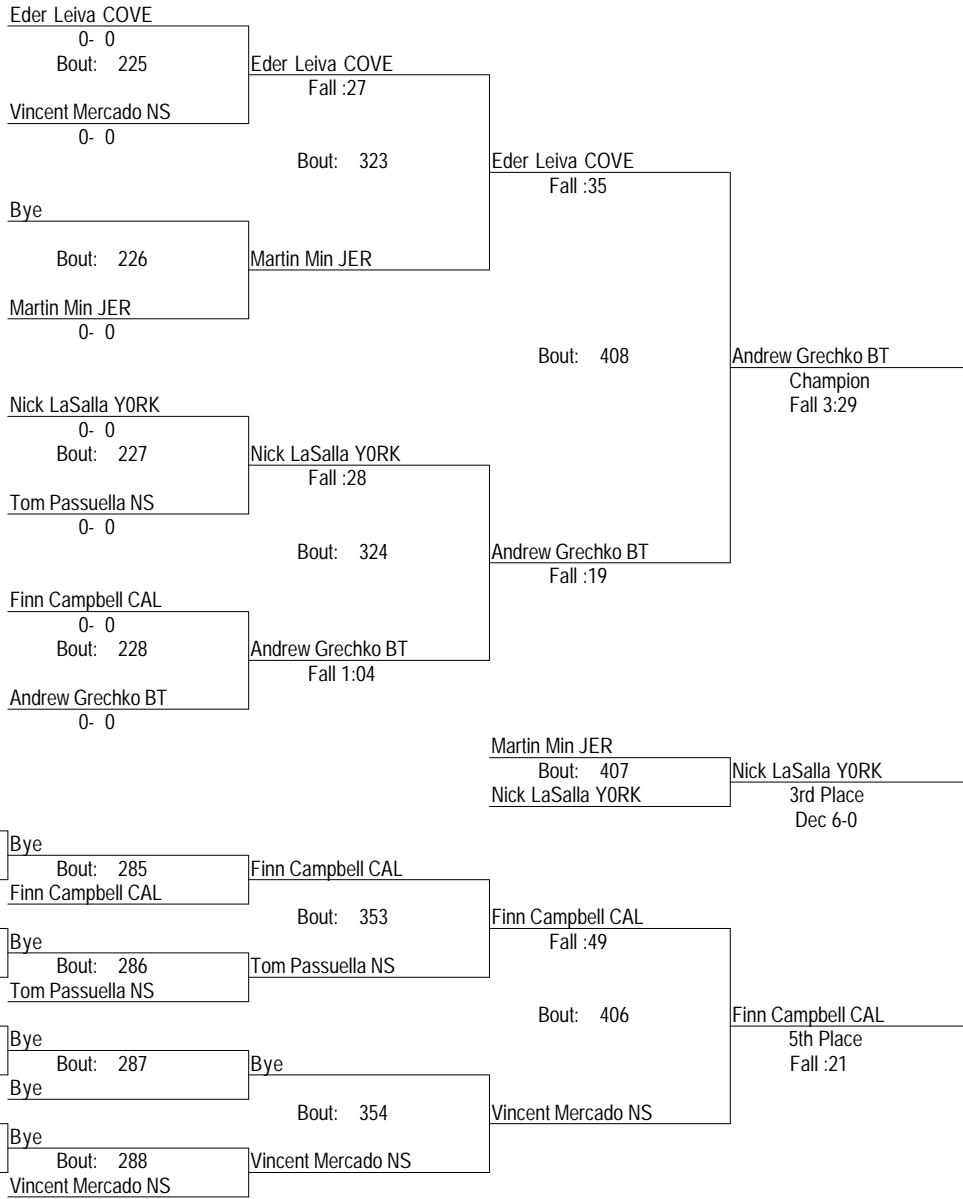 Eder Leiva COVE
0- 0
Bout: 225
Eder Leiva COVE
Fall :27
Vincent Mercado NS
0- 0
Bout: 323
Eder Leiva COVE
Fall :35
Bye
Bout: 226
Martin Min JER
Martin Min JER
0- 0
Bout: 408
Andrew Grechko BT
Champion
Fall 3:29
Nick LaSalla Y0RK
0- 0
Bout: 227
Nick LaSalla Y0RK
Fall :28
Tom Passuella NS
0- 0
Bout: 324
Andrew Grechko BT
Fall :19
Finn Campbell CAL
0- 0
Bout: 228
Andrew Grechko BT
Fall 1:04
Andrew Grechko BT
0- 0
Martin Min JER
Bout: 407
Nick LaSalla Y0RK
Nick LaSalla Y0RK
3rd Place
Dec 6-0
Bye
Bout: 285
Finn Campbell CAL
Finn Campbell CAL
Bout: 353
Finn Campbell CAL
Fall :49
Bye
Bout: 286
Tom Passuella NS
Tom Passuella NS
Bout: 406
Finn Campbell CAL
5th Place
Fall :21
Bye
Bout: 287
Bye
Bye
Bout: 354
Vincent Mercado NS
Bye
Bout: 288
Vincent Mercado NS
Vincent Mercado NS